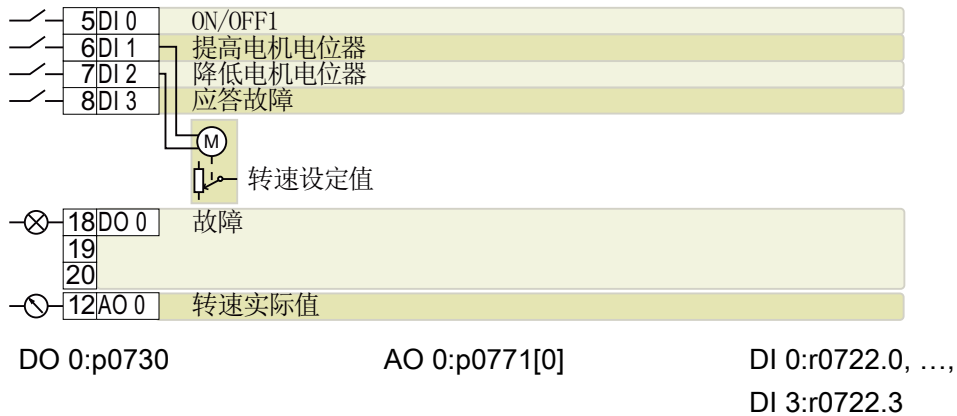 5 DI 0 ON/OFF1
6 DI 1 提高电机电位器
7 DI 2 降低电机电位器
8 DI 3 应答故障
M
转速设定值
18 DO 0 故障
19
20
12 AO 0 转速实际值
DO 0:p0730 AO 0:p0771[0] DI 0:r0722.0, …,
DI 3:r0722.3